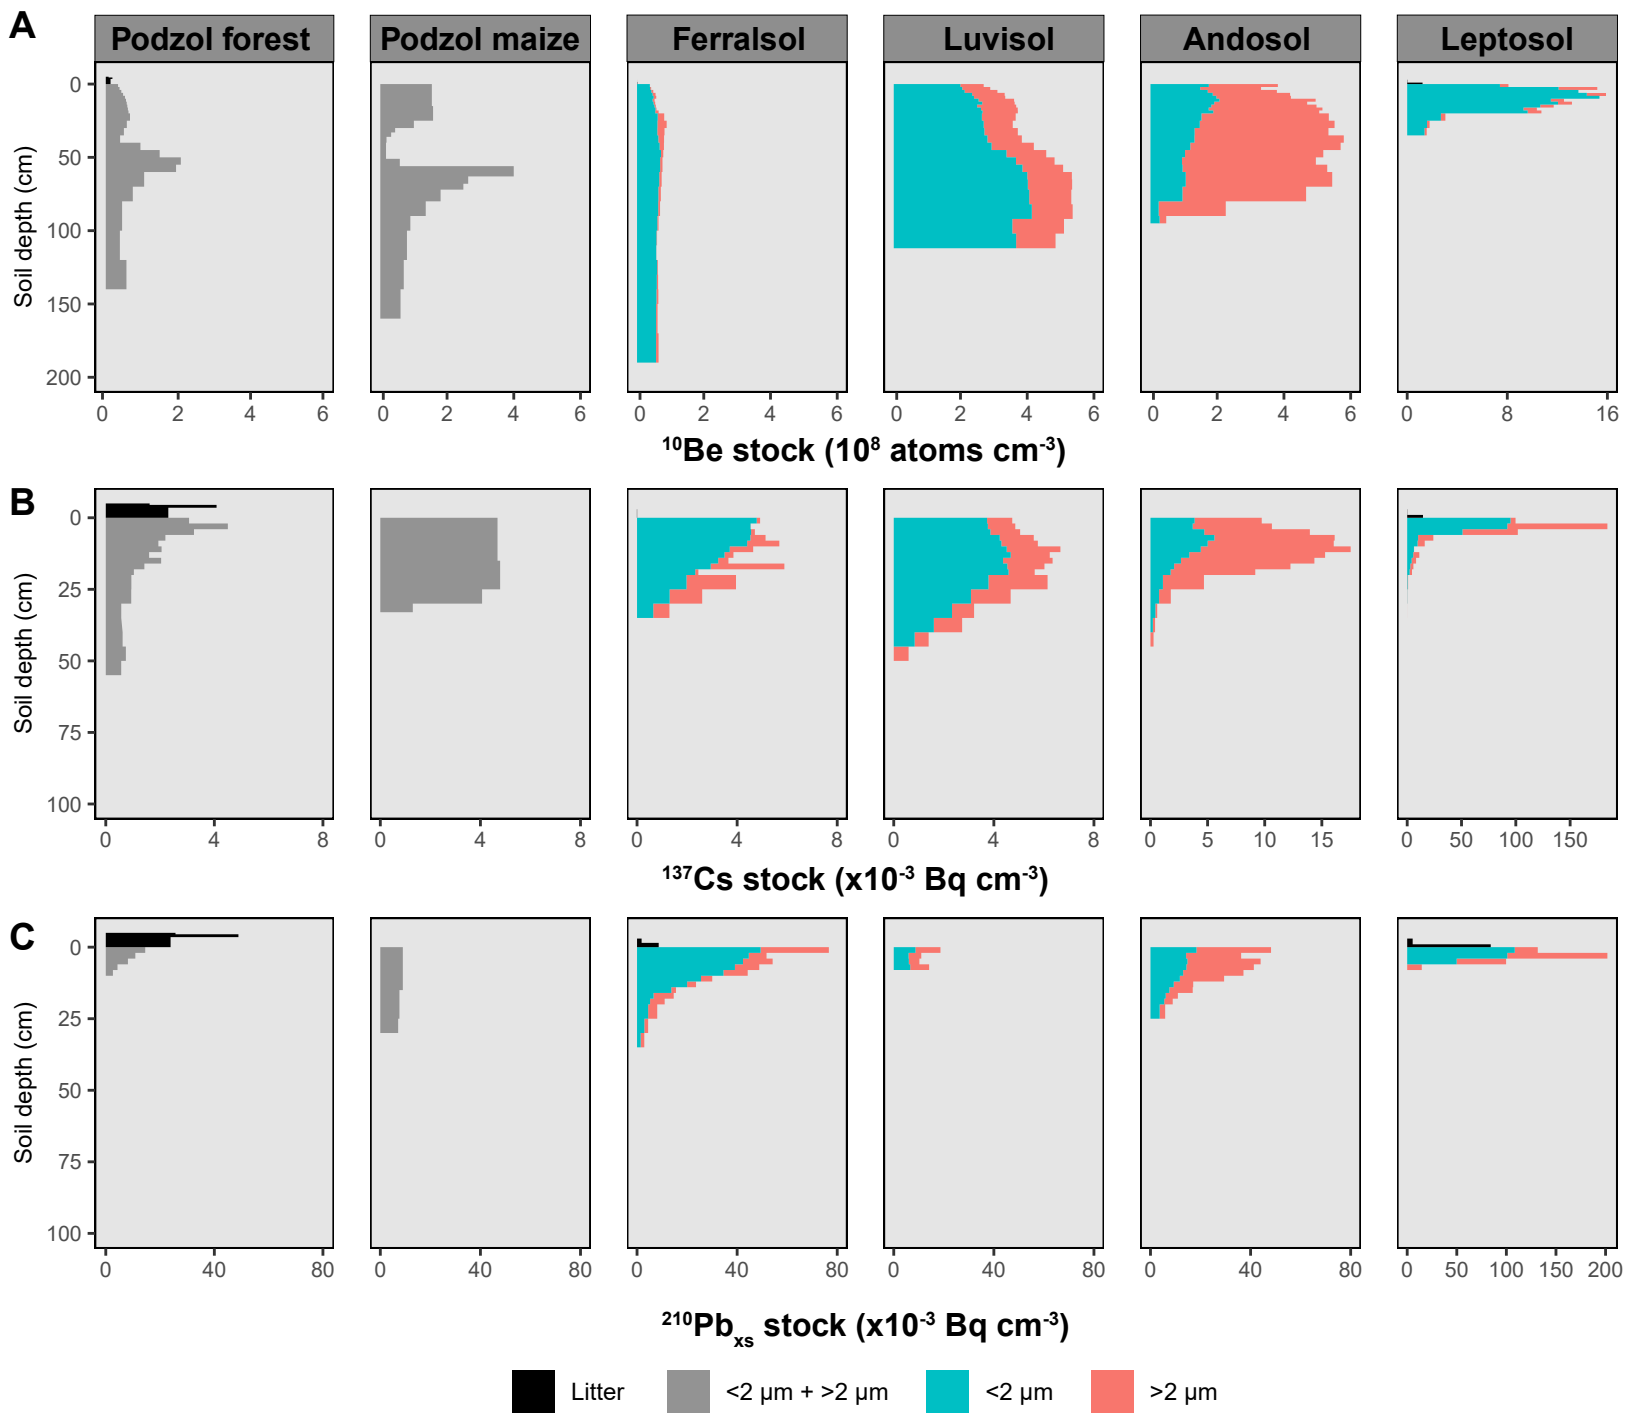 A
Podzol forest Podzol maize Ferralsol Luvisol Andosol Leptosol
Soil depth (cm)
0
50
100
150
200
0 2 4 6 0 2 4 6 0 2 4 6 0 2 4 6 0 2 4 6 0 8 16
¹⁰Be stock (10⁸ atoms cm⁻³)
B
Soil depth (cm)
0
25
50
75
100
0 4 8 0 4 8 0 4 8 0 4 8 0 5 10 15 0 50 100 150
¹³⁷Cs stock (x10⁻³ Bq cm⁻³)
C
Soil depth (cm)
0
25
50
75
100
0 40 80 0 40 80 0 40 80 0 40 80 0 40 80 0 50 100 150 200
²¹⁰Pbₓₛ stock (x10⁻³ Bq cm⁻³)
Litter <2 µm + >2 µm <2 µm >2 µm